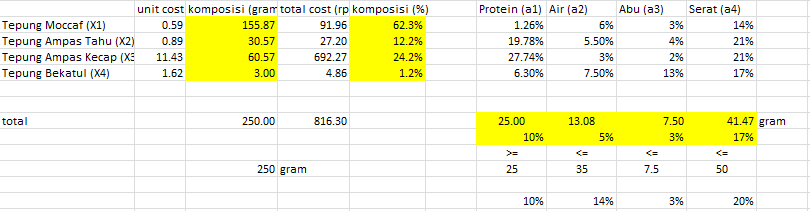 unit cost komposisi (gram total cost (rp komposisi (%) Protein (a1) Air (a2) Abu (a3) Serat (a4)
Tepung Moccaf (X1) 0.59 155.87 91.96 62.3% 1.26% 6% 3% 14%
Tepung Ampas Tahu (X2) 0.89 30.57 27.20 12.2% 19.78% 5.50% 4% 21%
Tepung Ampas Kecap (X3 11.43 60.57 692.27 24.2% 27.74% 3% 2% 21%
Tepung Bekatul (X4) 1.62 3.00 4.86 1.2% 6.30% 7.50% 13% 17%
total 250.00 816.30 25.00 13.08 7.50 41.47 gram
10% 5% 3% 17%
>= <= <= <=
250 gram 25 35 7.5 50
10% 14% 3% 20%